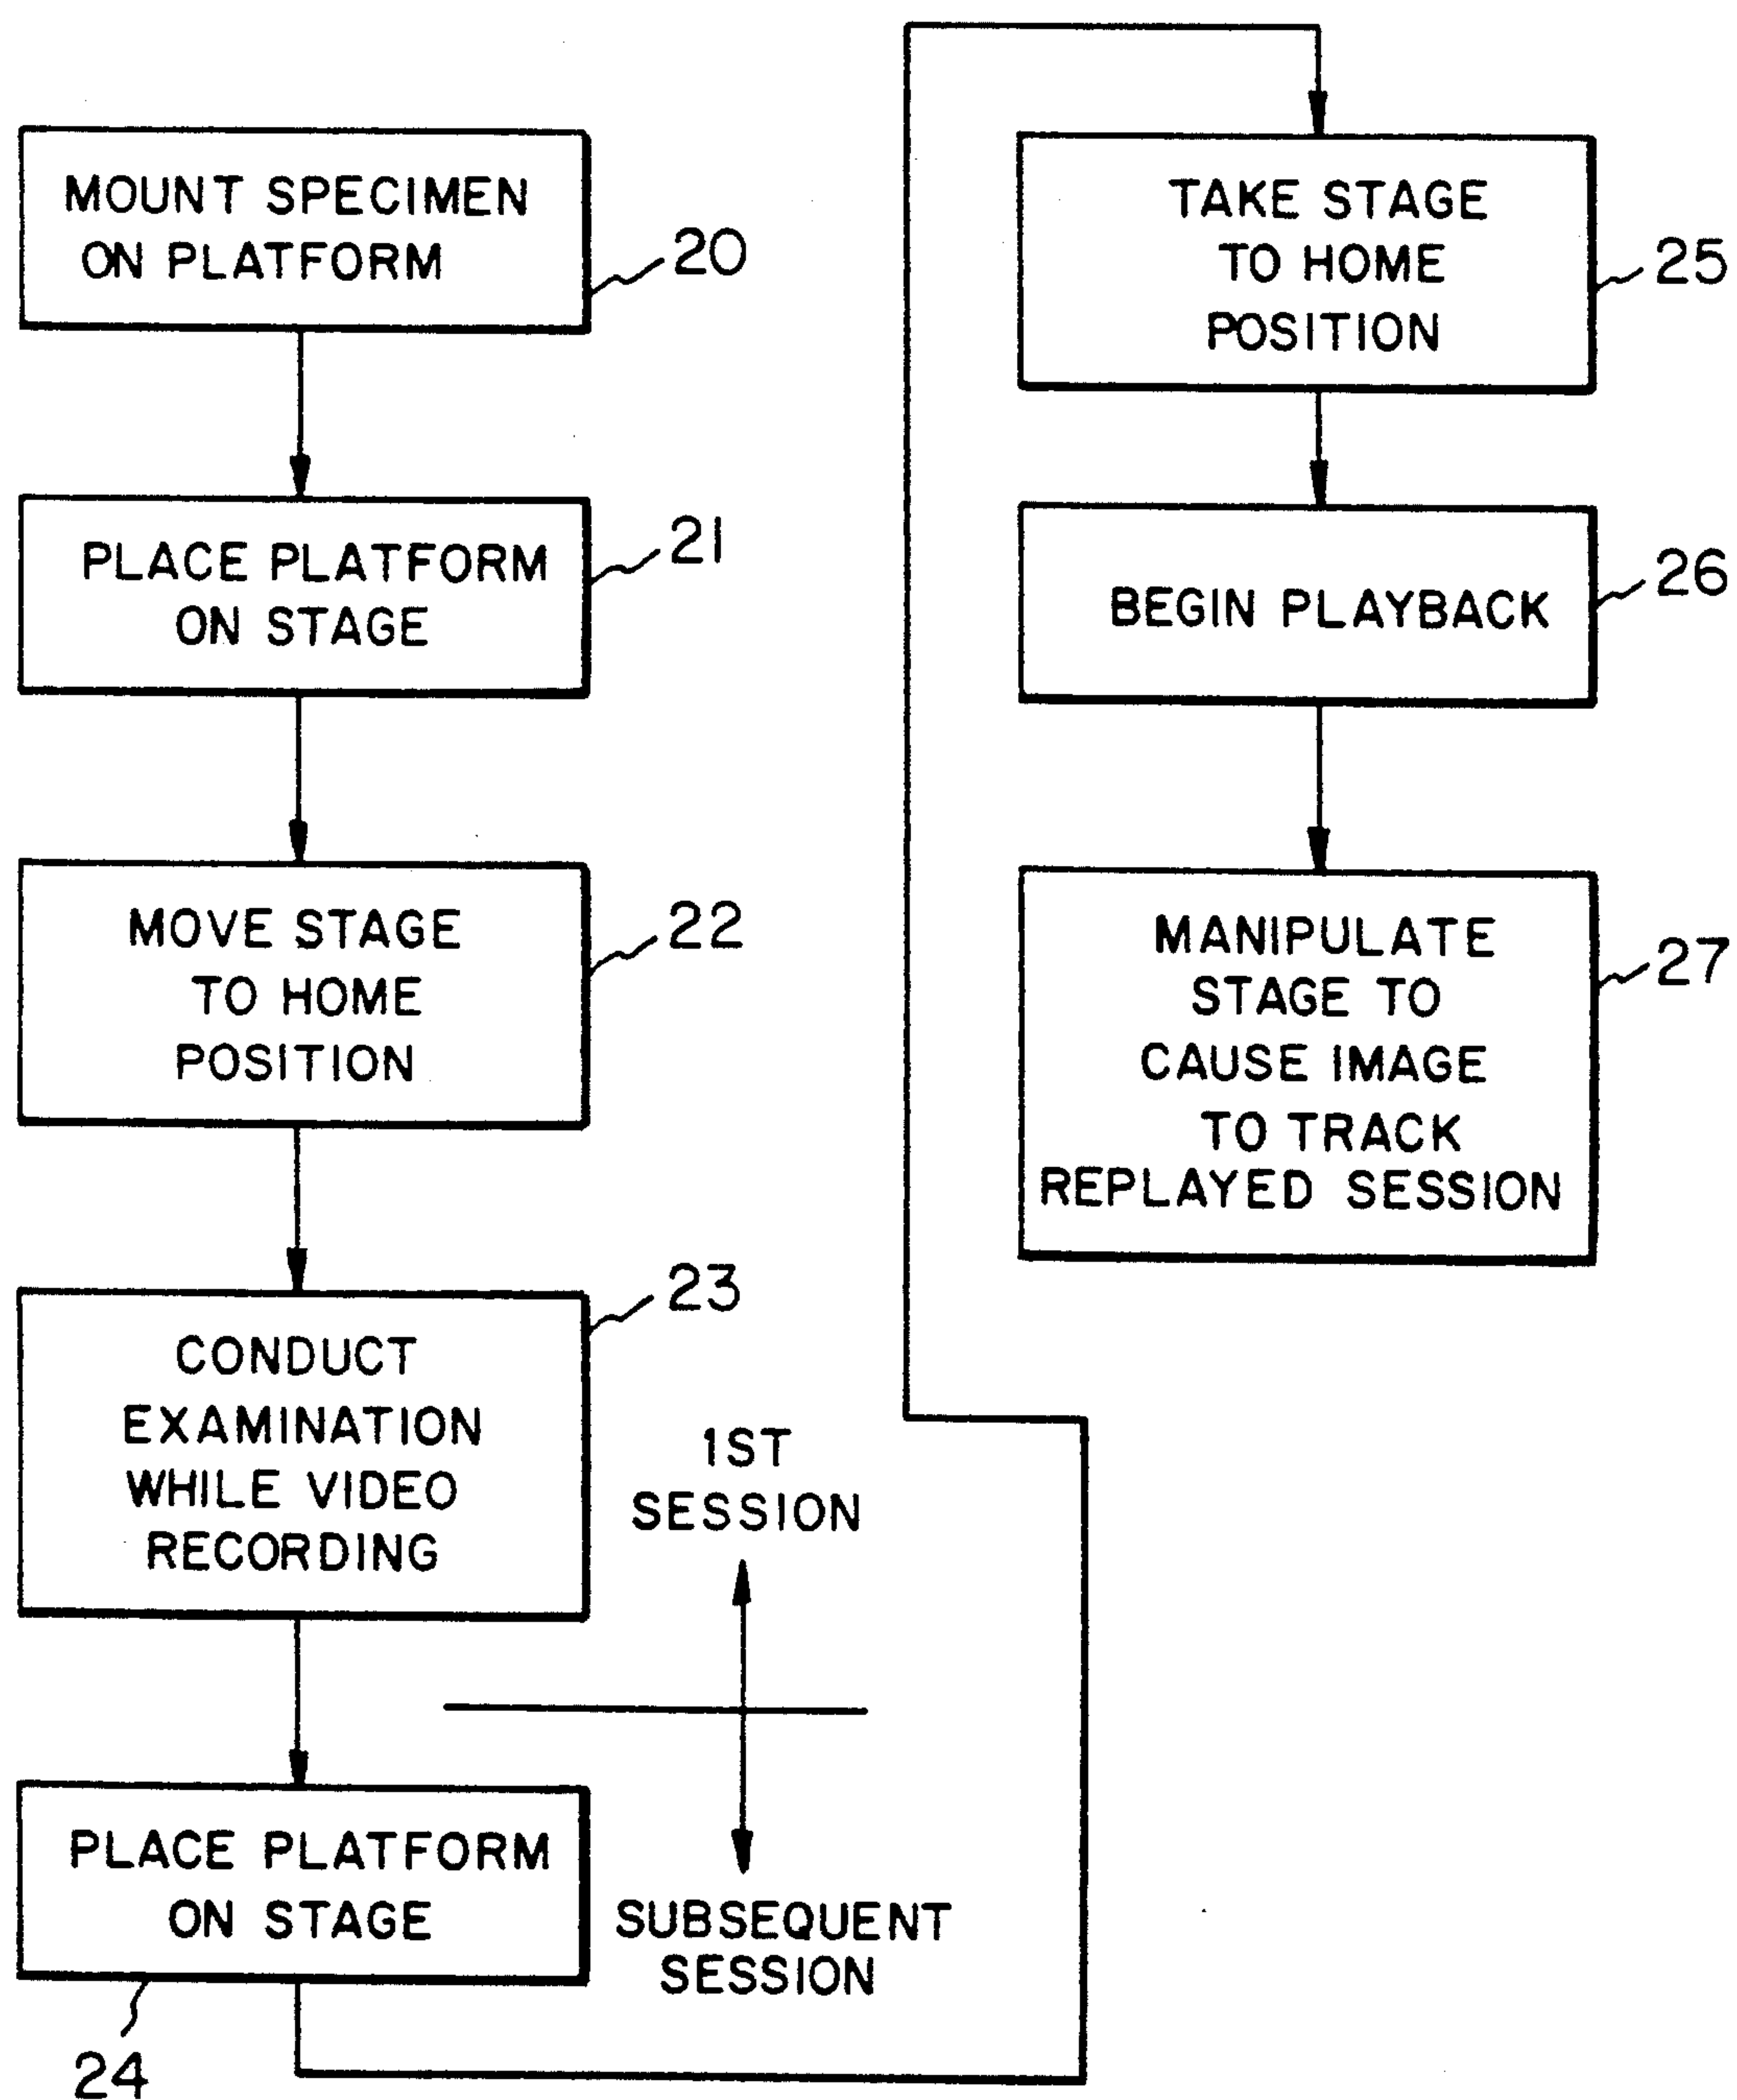 MOUNT SPECIMEN
ON PLATFORM
20
PLACE PLATFORM
ON STAGE
21
MOVE STAGE
TO HOME
POSITION
22
CONDUCT
EXAMINATION
WHILE VIDEO
RECORDING
23
1ST
SESSION
SUBSEQUENT
SESSION
PLACE PLATFORM
ON STAGE
24
TAKE STAGE
TO HOME
POSITION
25
BEGIN PLAYBACK
26
MANIPULATE
STAGE TO
CAUSE IMAGE
TO TRACK
REPLAYED SESSION
27